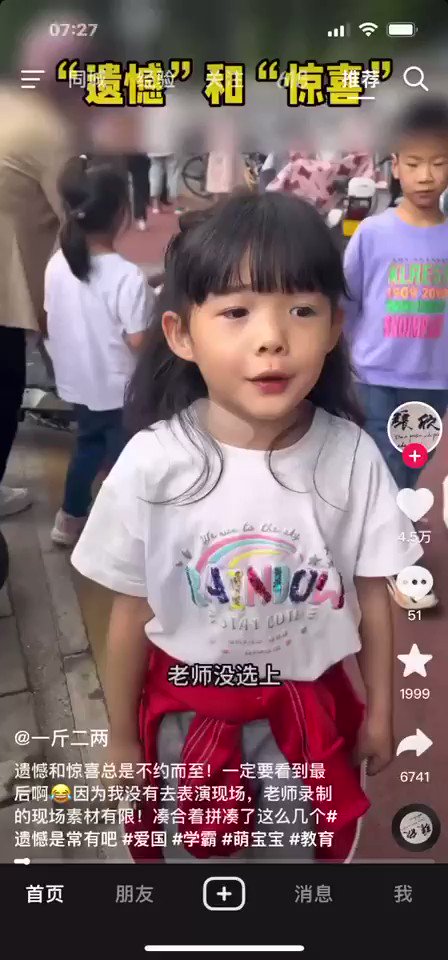 07:27
“遗憾”和“惊喜”
同城 经验 关注 推荐
RAINBOW
4.5万
51
1999
6741
老师没选上
@一斤二两
遗憾和惊喜总是不约而至！一定要看到最
后啊😂因为我没有去表演现场，老师录制
的现场素材有限！凑合着拼凑了这么几个#
遗憾是常有吧 #爱国 #学霸 #萌宝宝 #教育
首页 朋友 消息 我